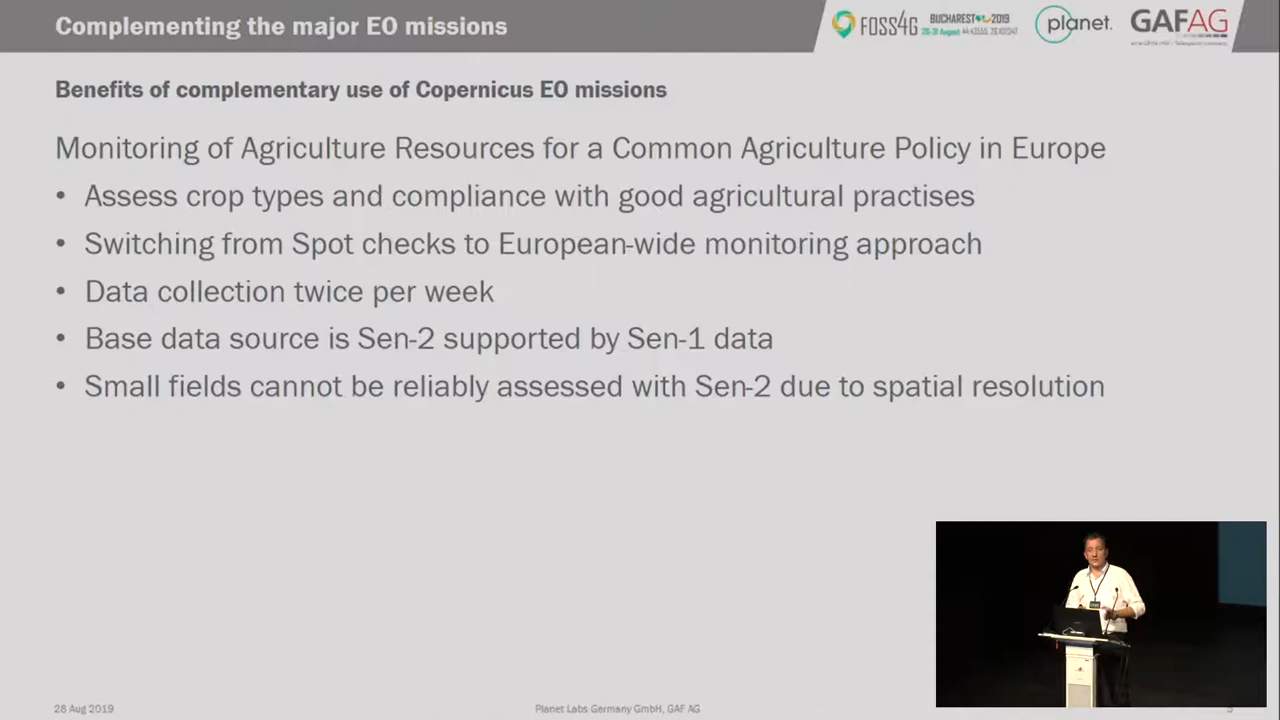 Complementing the major EO missions
FOSS4G
BUCHAREST 2019
26-31 August
planet.
GAFAG
Benefits of complementary use of Copernicus EO missions
Monitoring of Agriculture Resources for a Common Agriculture Policy in Europe
• Assess crop types and compliance with good agricultural practises
• Switching from Spot checks to European-wide monitoring approach
• Data collection twice per week
• Base data source is Sen-2 supported by Sen-1 data
• Small fields cannot be reliably assessed with Sen-2 due to spatial resolution
28 Aug 2019
Planet Labs Germany GmbH, GAF AG